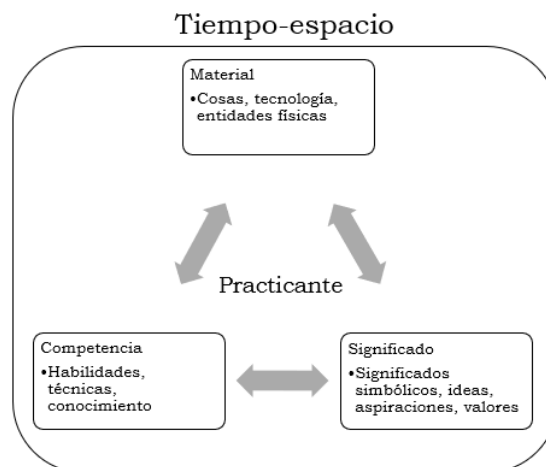 Tiempo-espacio
Material
•Cosas, tecnología,
entidades físicas
Practicante
Competencia
•Habilidades,
técnicas,
conocimiento
Significado
•Significados
simbólicos, ideas,
aspiraciones, valores